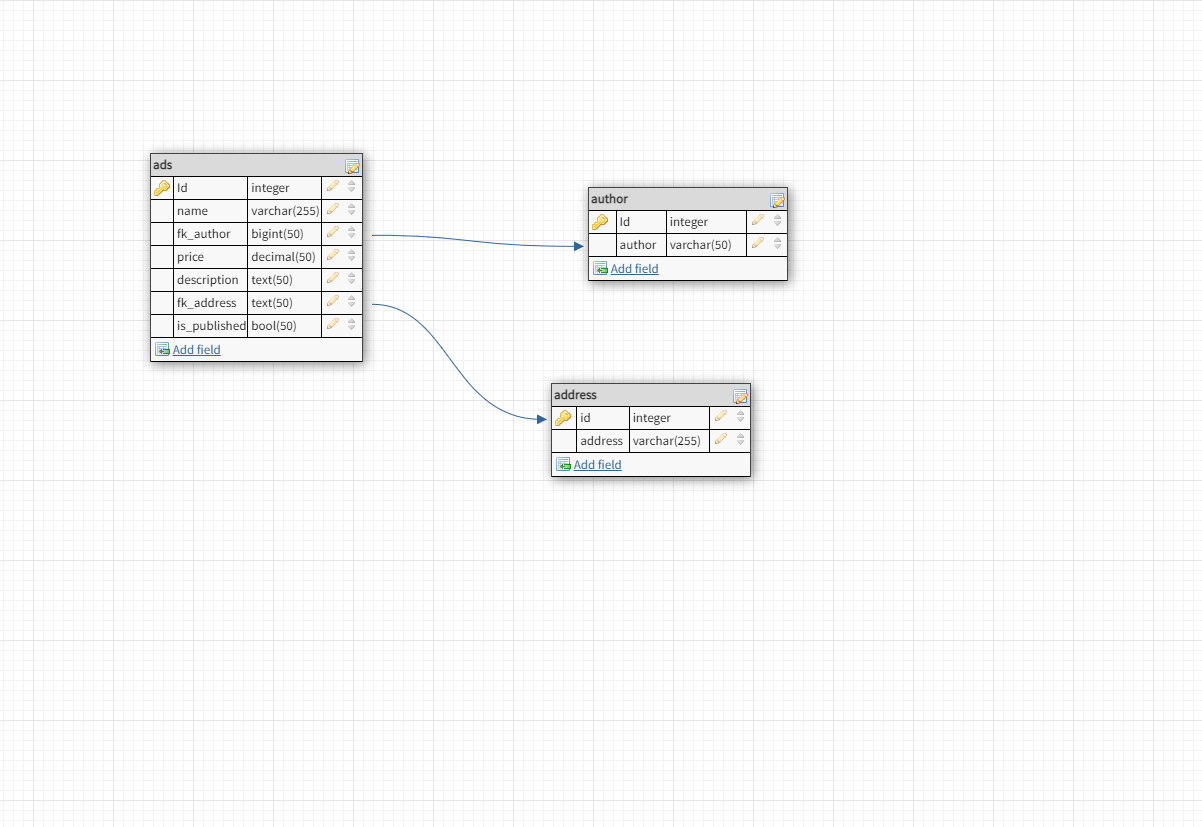 ads
Id integer
name varchar(255)
fk_author bigint(50)
price decimal(50)
description text(50)
fk_address text(50)
is_published bool(50)
Add field
author
Id integer
author varchar(50)
Add field
address
id integer
address varchar(255)
Add field